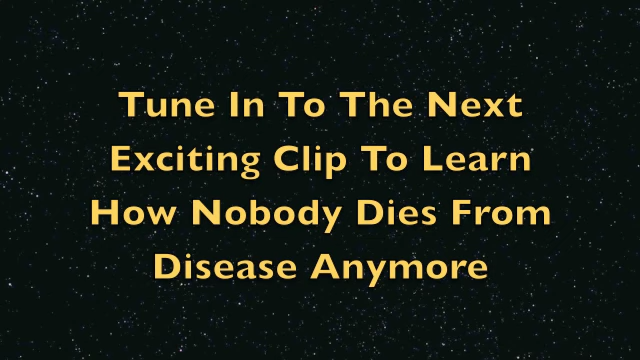 Tune In To The Next
Exciting Clip To Learn
How Nobody Dies From
Disease Anymore